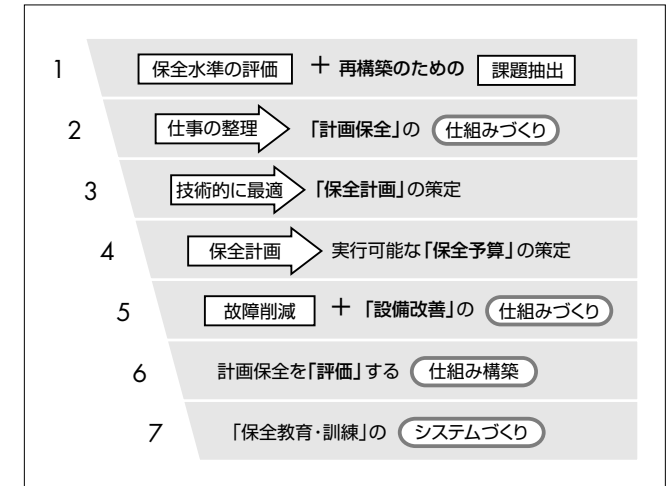 1 保全水準の評価 + 再構築のための 課題抽出
2 仕事の整理 「計画保全」の 仕組みづくり
3 技術的に最適 「保全計画」の策定
4 保全計画 実行可能な「保全予算」の策定
5 故障削減 + 「設備改善」の 仕組みづくり
6 計画保全を「評価」する 仕組み構築
7 「保全教育・訓練」の システムづくり